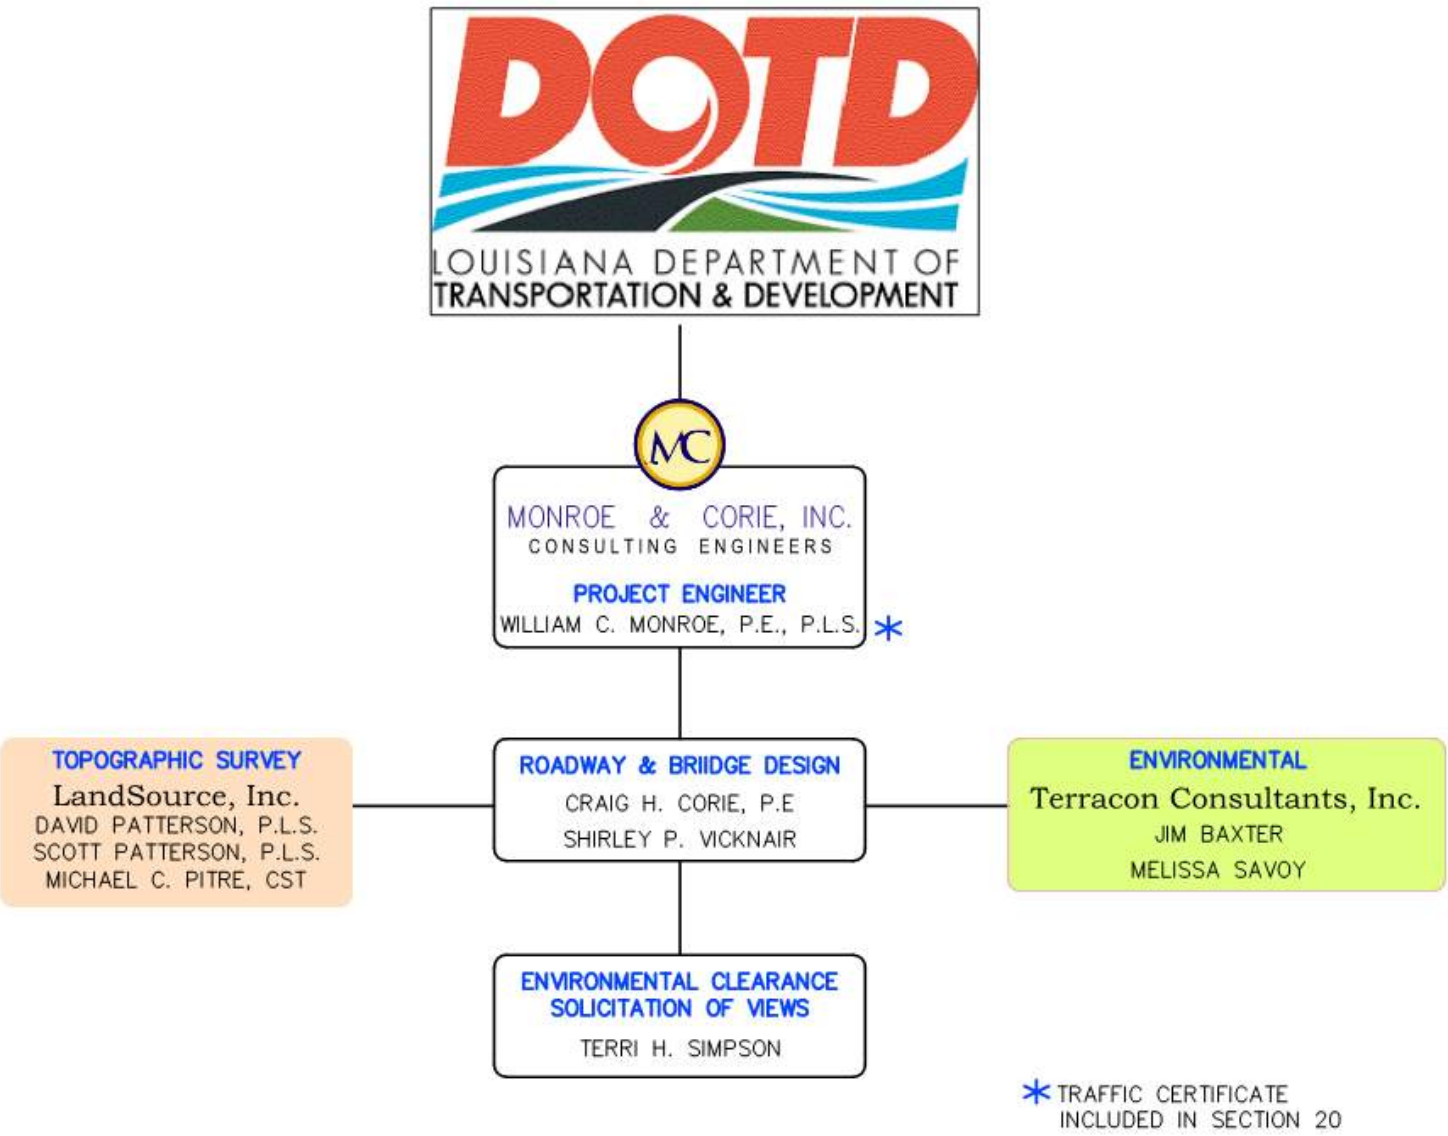 DOTD
LOUISIANA DEPARTMENT OF
TRANSPORTATION & DEVELOPMENT
MC
MONROE & CORIE, INC.
CONSULTING ENGINEERS
PROJECT ENGINEER
WILLIAM C. MONROE, P.E., P.L.S. *
TOPOGRAPHIC SURVEY
LandSource, Inc.
DAVID PATTERSON, P.L.S.
SCOTT PATTERSON, P.L.S.
MICHAEL C. PITRE, CST
ROADWAY & BRIIDGE DESIGN
CRAIG H. CORIE, P.E
SHIRLEY P. VICKNAIR
ENVIRONMENTAL
Terracon Consultants, Inc.
JIM BAXTER
MELISSA SAVOY
ENVIRONMENTAL CLEARANCE
SOLICITATION OF VIEWS
TERRI H. SIMPSON
* TRAFFIC CERTIFICATE
INCLUDED IN SECTION 20